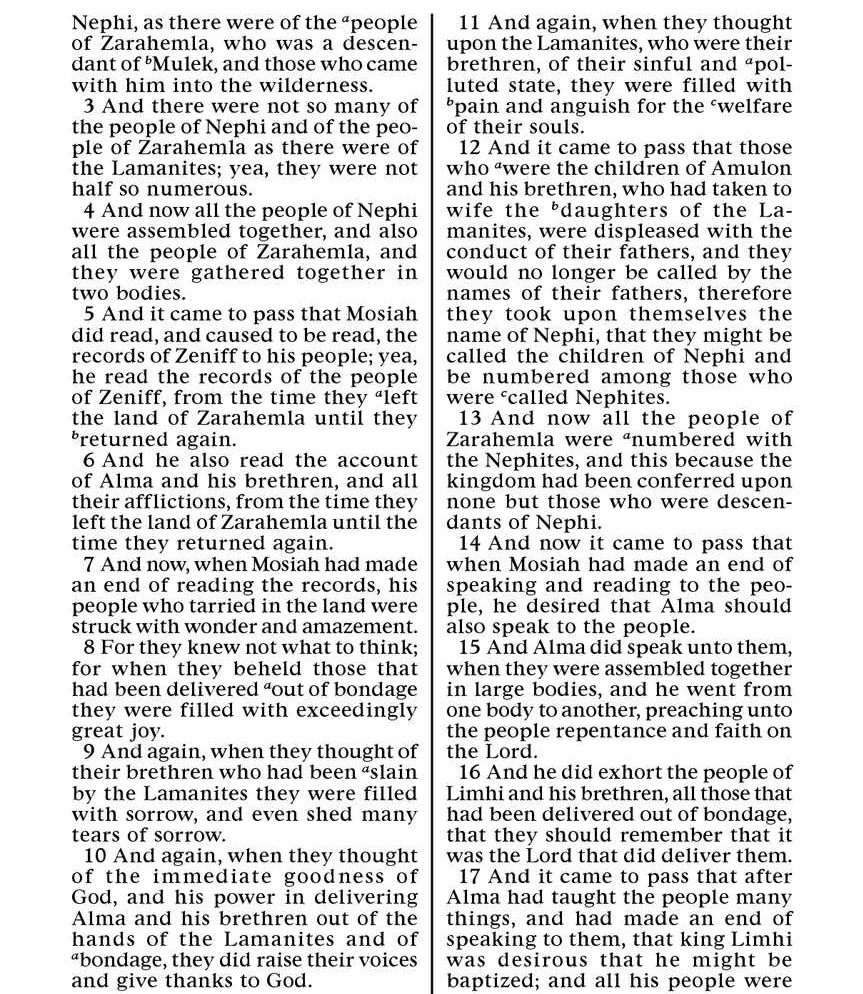 Nephi, as there were of the ᵃpeople
of Zarahemla, who was a descen-
dant of ᵇMulek, and those who came
with him into the wilderness.
3 And there were not so many of
the people of Nephi and of the peo-
ple of Zarahemla as there were of
the Lamanites; yea, they were not
half so numerous.
4 And now all the people of Nephi
were assembled together, and also
all the people of Zarahemla, and
they were gathered together in
two bodies.
5 And it came to pass that Mosiah
did read, and caused to be read, the
records of Zeniff to his people; yea,
he read the records of the people
of Zeniff, from the time they ᵃleft
the land of Zarahemla until they
ᵇreturned again.
6 And he also read the account
of Alma and his brethren, and all
their afflictions, from the time they
left the land of Zarahemla until the
time they returned again.
7 And now, when Mosiah had made
an end of reading the records, his
people who tarried in the land were
struck with wonder and amazement.
8 For they knew not what to think;
for when they beheld those that
had been delivered ᵃout of bondage
they were filled with exceedingly
great joy.
9 And again, when they thought of
their brethren who had been ᵃslain
by the Lamanites they were filled
with sorrow, and even shed many
tears of sorrow.
10 And again, when they thought
of the immediate goodness of
God, and his power in delivering
Alma and his brethren out of the
hands of the Lamanites and of
ᵃbondage, they did raise their voices
and give thanks to God.
11 And again, when they thought
upon the Lamanites, who were their
brethren, of their sinful and ᵃpol-
luted state, they were filled with
ᵇpain and anguish for the ᶜwelfare
of their souls.
12 And it came to pass that those
who ᵃwere the children of Amulon
and his brethren, who had taken to
wife the ᵇdaughters of the La-
manites, were displeased with the
conduct of their fathers, and they
would no longer be called by the
names of their fathers, therefore
they took upon themselves the
name of Nephi, that they might be
called the children of Nephi and
be numbered among those who
were ᶜcalled Nephites.
13 And now all the people of
Zarahemla were ᵃnumbered with
the Nephites, and this because the
kingdom had been conferred upon
none but those who were descen-
dants of Nephi.
14 And now it came to pass that
when Mosiah had made an end of
speaking and reading to the peo-
ple, he desired that Alma should
also speak to the people.
15 And Alma did speak unto them,
when they were assembled together
in large bodies, and he went from
one body to another, preaching unto
the people repentance and faith on
the Lord.
16 And he did exhort the people of
Limhi and his brethren, all those that
had been delivered out of bondage,
that they should remember that it
was the Lord that did deliver them.
17 And it came to pass that after
Alma had taught the people many
things, and had made an end of
speaking to them, that king Limhi
was desirous that he might be
baptized; and all his people were